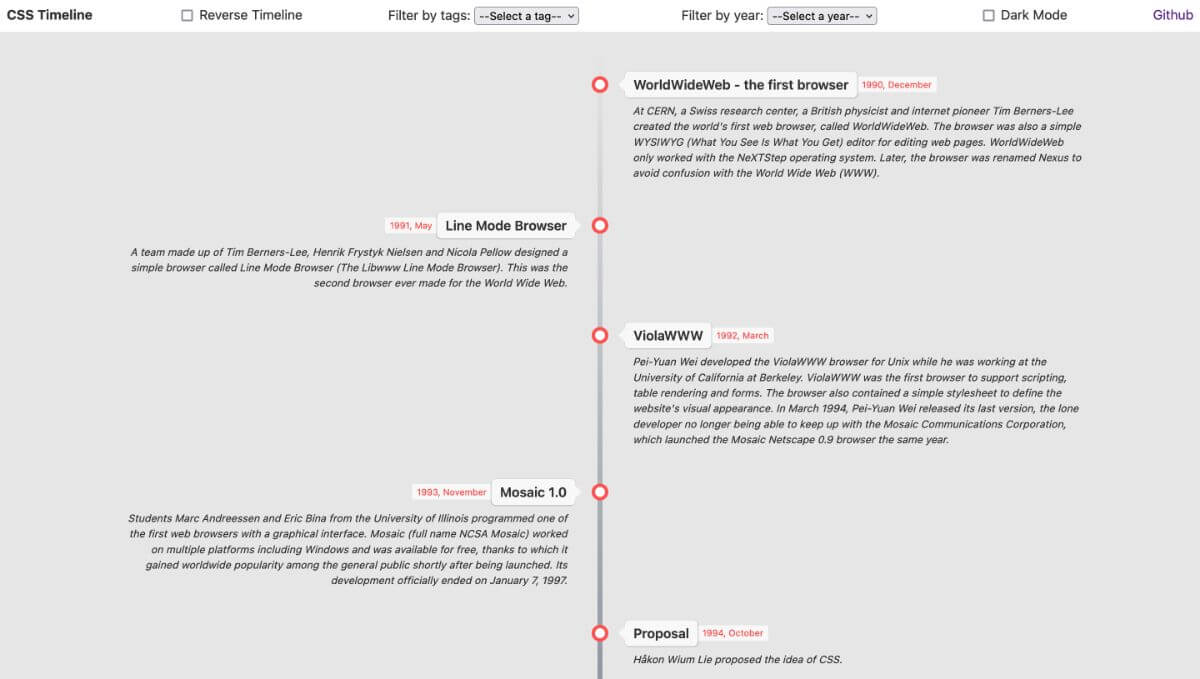 CSS Timeline
Reverse Timeline
Filter by tags: --Select a tag--
Filter by year: --Select a year--
Dark Mode
Github
WorldWideWeb - the first browser
1990, December
At CERN, a Swiss research center, a British physicist and internet pioneer Tim Berners-Lee
created the world's first web browser, called WorldWideWeb. The browser was also a simple
WYSIWYG (What You See Is What You Get) editor for editing web pages. WorldWideWeb
only worked with the NeXTStep operating system. Later, the browser was renamed Nexus to
avoid confusion with the World Wide Web (WWW).
1991, May
Line Mode Browser
A team made up of Tim Berners-Lee, Henrik Frystyk Nielsen and Nicola Pellow designed a
simple browser called Line Mode Browser (The Libwww Line Mode Browser). This was the
second browser ever made for the World Wide Web.
ViolaWWW
1992, March
Pei-Yuan Wei developed the ViolaWWW browser for Unix while he was working at the
University of California at Berkeley. ViolaWWW was the first browser to support scripting,
table rendering and forms. The browser also contained a simple stylesheet to define the
website's visual appearance. In March 1994, Pei-Yuan Wei released its last version, the lone
developer no longer being able to keep up with the Mosaic Communications Corporation,
which launched the Mosaic Netscape 0.9 browser the same year.
1993, November
Mosaic 1.0
Students Marc Andreessen and Eric Bina from the University of Illinois programmed one of
the first web browsers with a graphical interface. Mosaic (full name NCSA Mosaic) worked
on multiple platforms including Windows and was available for free, thanks to which it
gained worldwide popularity among the general public shortly after being launched. Its
development officially ended on January 7, 1997.
Proposal
1994, October
Håkon Wium Lie proposed the idea of CSS.